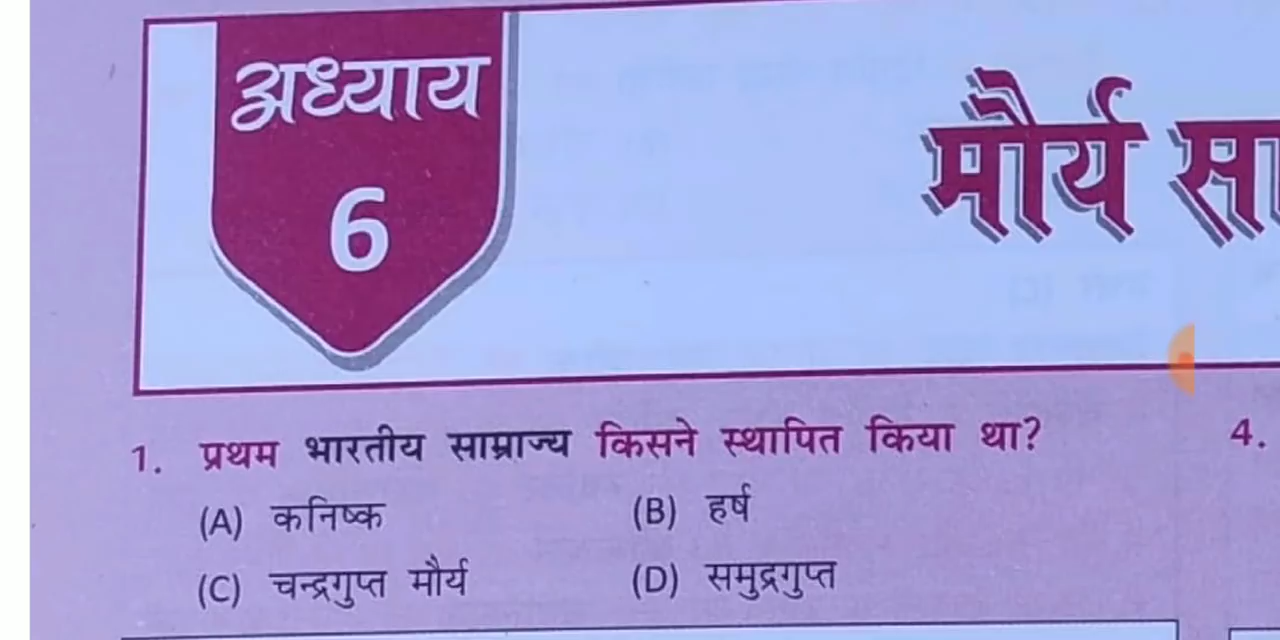 अध्याय
6
मौर्य सा
1. प्रथम भारतीय साम्राज्य किसने स्थापित किया था?
(A) कनिष्क (B) हर्ष
(C) चन्द्रगुप्त मौर्य (D) समुद्रगुप्त
4.